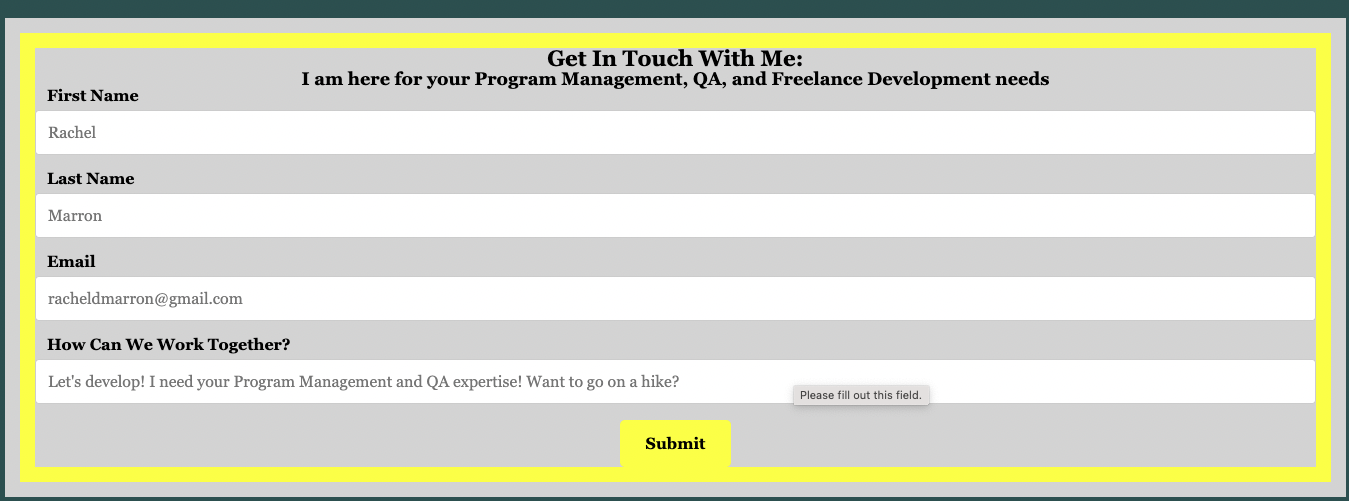 Get In Touch With Me:
I am here for your Program Management, QA, and Freelance Development needs
First Name
Rachel
Last Name
Marron
Email
racheldmarron@gmail.com
How Can We Work Together?
Let's develop! I need your Program Management and QA expertise! Want to go on a hike?
Please fill out this field.
Submit